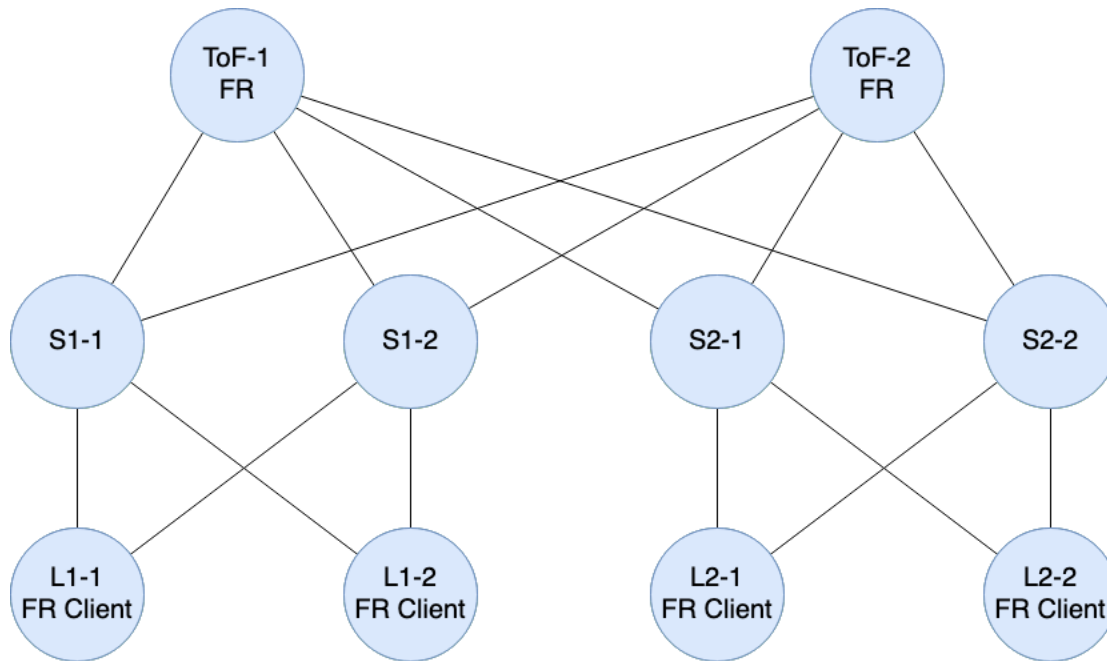 ToF-1
FR
ToF-2
FR
S1-1
S1-2
S2-1
S2-2
L1-1
FR Client
L1-2
FR Client
L2-1
FR Client
L2-2
FR Client